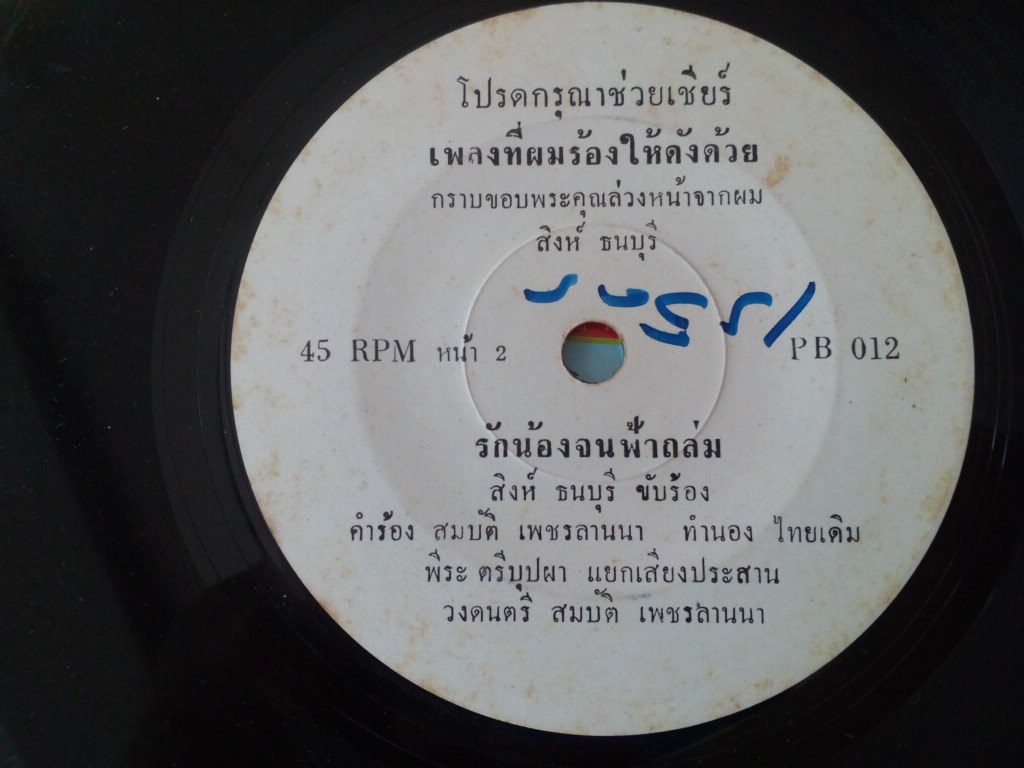 โปรดกรุณาช่วยเชียร์
เพลงที่ผมร้องให้ดังด้วย
กราบขอบพระคุณล่วงหน้าจากผม
สิงห์ ธนบุรี
45 RPM หน้า 2 PB 012
รักน้องจนฟ้าถล่ม
สิงห์ ธนบุรี ขับร้อง
คำร้อง สมบัติ เพชรลานนา ทำนอง ไทยเดิม
พีระ ตรีบุปผา แยกเสียงประสาน
วงดนตรี สมบัติ เพชรลานนา